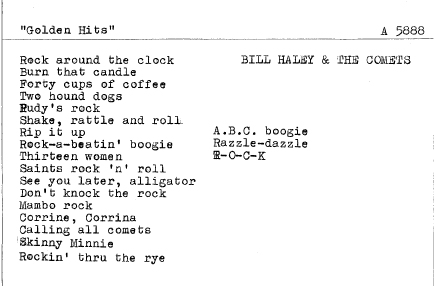 "Golden Hits" A 5888
Rock around the clock BILL HALEY & THE COMETS
Burn that candle
Forty cups of coffee
Two hound dogs
Rudy's rock
Shake, rattle and roll
Rip it up A.B.C. boogie
Rock-a-beatin' boogie Razzle-dazzle
Thirteen women R-O-C-K
Saints rock 'n' roll
See you later, alligator
Don't knock the rock
Mambo rock
Corrine, Corrina
Calling all comets
Skinny Minnie
Rockin' thru the rye